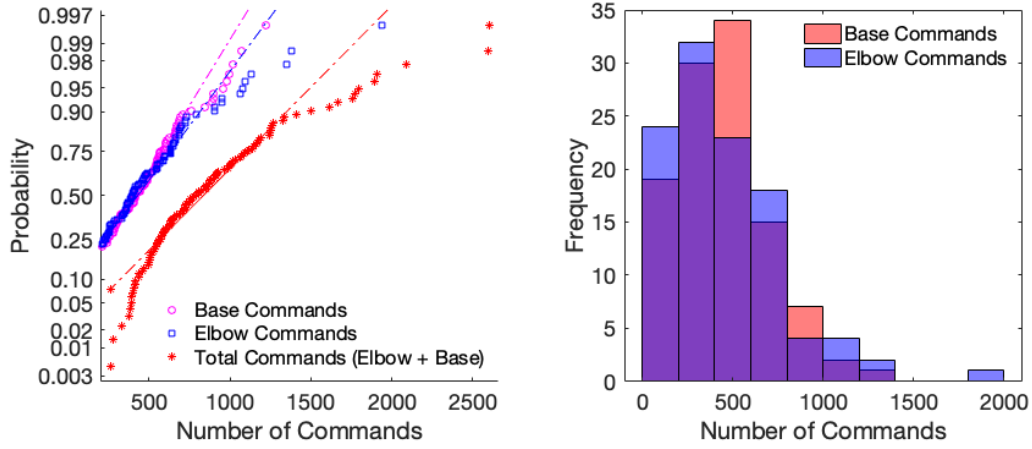 0.997
0.99
0.98
0.95
0.90
0.75
0.50
0.25
0.10
0.05
0.02
0.01
0.003
Probability
Base Commands
Elbow Commands
Total Commands (Elbow + Base)
500 1000 1500 2000 2500
Number of Commands
35
30
25
20
15
10
5
0
Frequency
Base Commands
Elbow Commands
0 500 1000 1500 2000
Number of Commands